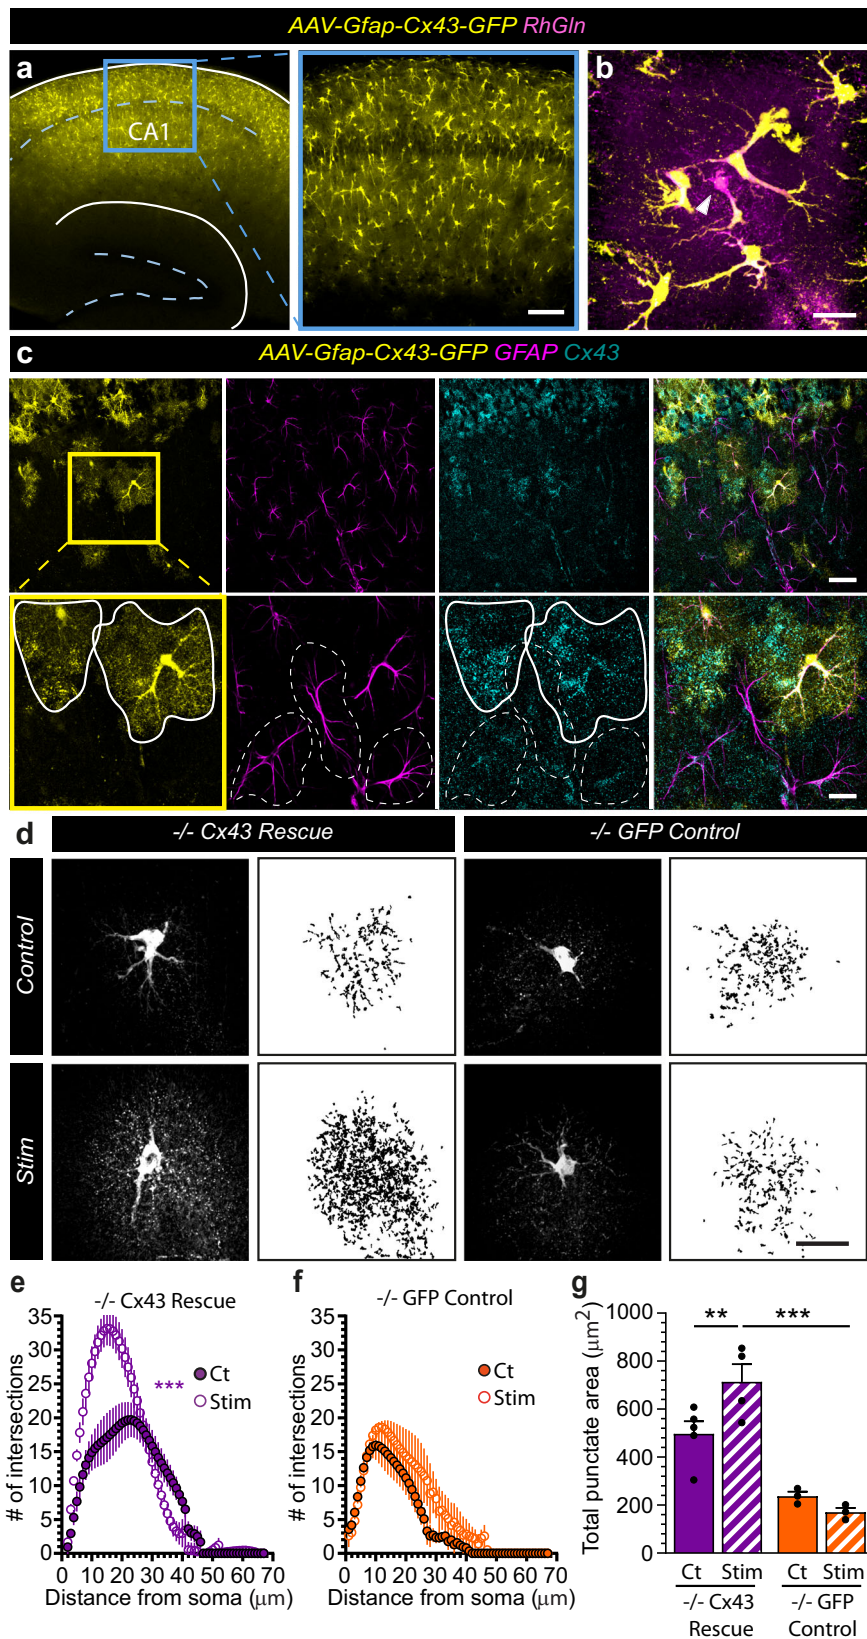 AAV-Gfap-Cx43-GFP RhGln
a
b
CA1
c
AAV-Gfap-Cx43-GFP GFAP Cx43
d
-/- Cx43 Rescue
-/- GFP Control
Control
Stim
e
-/- Cx43 Rescue
# of intersections
35
30
25
20
15
10
5
0
Ct
Stim
***
0 10 20 30 40 50 60 70
Distance from soma (μm)
f
-/- GFP Control
# of intersections
35
30
25
20
15
10
5
0
Ct
Stim
0 10 20 30 40 50 60 70
Distance from soma (μm)
g
Total punctate area (μm²)
1000
800
600
400
200
0
** ***
Ct Stim Ct Stim
-/- Cx43 -/- GFP
Rescue Control